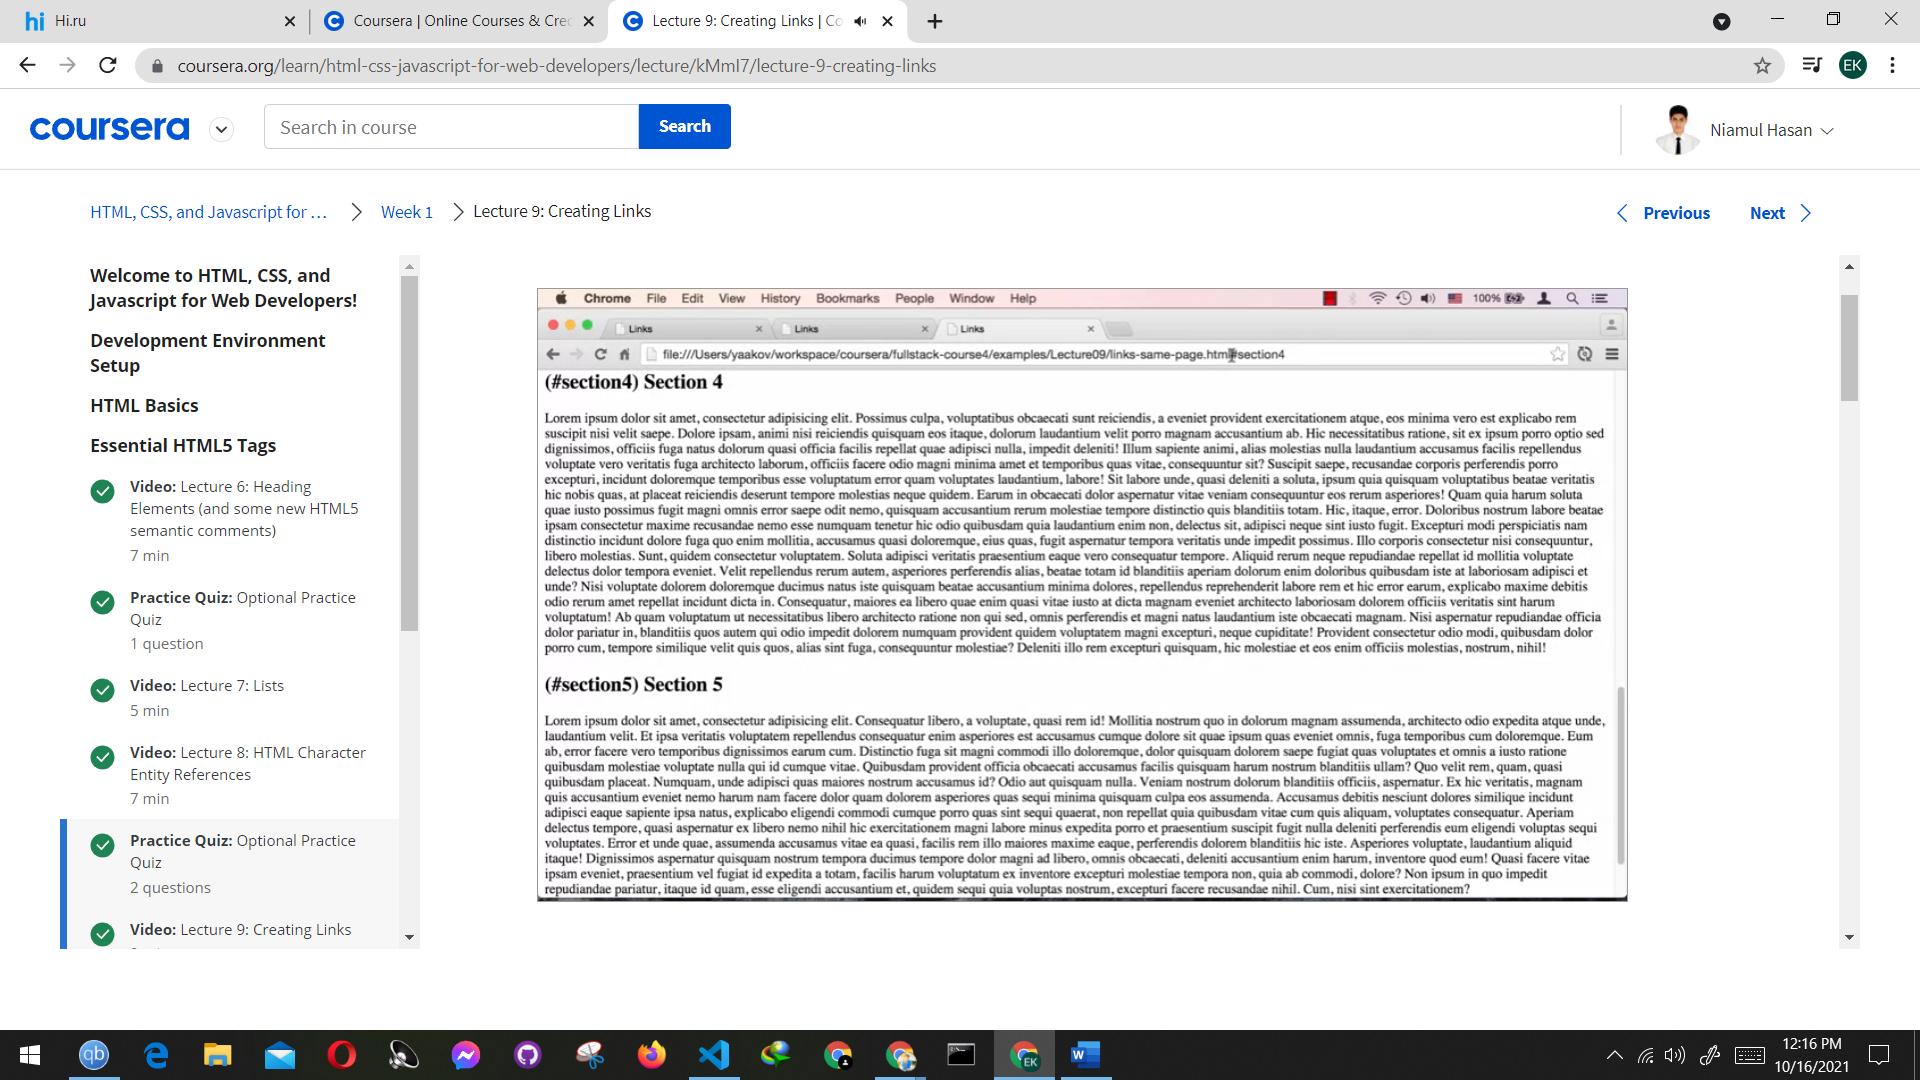 Hi.ru
Coursera | Online Courses & Cre
Lecture 9: Creating Links | Co
coursera.org/learn/html-css-javascript-for-web-developers/lecture/kMmI7/lecture-9-creating-links
EK
coursera
Search in course
Search
Niamul Hasan
HTML, CSS, and Javascript for ...
Week 1
Lecture 9: Creating Links
Previous
Next
Welcome to HTML, CSS, and
Javascript for Web Developers!
Development Environment
Setup
HTML Basics
Essential HTML5 Tags
Video: Lecture 6: Heading
Elements (and some new HTML5
semantic comments)
7 min
Practice Quiz: Optional Practice
Quiz
1 question
Video: Lecture 7: Lists
5 min
Video: Lecture 8: HTML Character
Entity References
7 min
Practice Quiz: Optional Practice
Quiz
2 questions
Video: Lecture 9: Creating Links
Chrome File Edit View History Bookmarks People Window Help
100%
Links
Links
Links
file:///Users/yaakov/workspace/coursera/fullstack-course4/examples/Lecture09/links-same-page.html#section4
(#section4) Section 4
Lorem ipsum dolor sit amet, consectetur adipisicing elit. Possimus culpa, voluptatibus obcaecati sunt reiciendis, a eveniet provident exercitationem atque, eos minima vero est explicabo rem
suscipit nisi velit saepe. Dolore ipsam, animi nisi reiciendis quisquam eos itaque, dolorum laudantium velit porro magnam accusantium ab. Hic necessitatibus ratione, sit ex ipsum porro optio sed
dignissimos, officiis fuga natus dolorum quasi officia facilis repellat quae adipisci nulla, impedit deleniti! Illum sapiente animi, alias molestias nulla laudantium accusamus facilis repellendus
voluptate vero veritatis fuga architecto laborum, officiis facere odio magni minima amet et temporibus quas vitae, consequuntur sit? Suscipit saepe, recusandae corporis perferendis porro
excepturi, incidunt doloremque temporibus esse voluptatum error quam voluptates laudantium, labore! Sit labore unde, quasi deleniti a soluta, ipsum quia quisquam voluptatibus beatae veritatis
hic nobis quas, at placeat reiciendis deserunt tempore molestias neque quidem. Earum in obcaecati dolor aspernatur vitae veniam consequuntur eos rerum asperiores! Quam quia harum soluta
quae iusto possimus fugit magni omnis error saepe odit nemo, quisquam accusantium rerum molestiae tempore distinctio quis blanditiis totam. Hic, itaque, error. Doloribus nostrum labore beatae
ipsam consectetur maxime recusandae nemo esse numquam tenetur hic odio quibusdam quia laudantium enim non, delectus sit, adipisci neque sint iusto fugit. Excepturi modi perspiciatis nam
distinctio incidunt dolore fuga quo enim mollitia, accusamus quasi doloremque, eius quas, fugit aspernatur tempora veritatis unde impedit possimus. Illo corporis consectetur nisi consequuntur,
libero molestias. Sunt, quidem consectetur voluptatem. Soluta adipisci veritatis praesentium eaque vero consequatur tempore. Aliquid rerum neque repudiandae repellat id mollitia voluptate
delectus dolor tempora eveniet. Velit repellendus rerum autem, asperiores perferendis alias, beatae totam id blanditiis aperiam dolorum enim doloribus quibusdam iste at laboriosam adipisci et
unde? Nisi voluptate dolorem doloremque ducimus natus iste quisquam beatae accusantium minima dolores, repellendus reprehenderit labore rem et hic error earum, explicabo maxime debitis
odio rerum amet repellat incidunt dicta in. Consequatur, maiores ea libero quae enim quasi vitae iusto at dicta magnam eveniet architecto laboriosam dolorem officiis veritatis sint harum
voluptatum! Ab quam voluptatum ut necessitatibus libero architecto ratione non qui sed, omnis perferendis et magni natus laudantium iste obcaecati magnam. Nisi aspernatur repudiandae officia
dolor pariatur in, blanditiis quos autem qui odio impedit dolorem numquam provident quidem voluptatem magni excepturi, neque cupiditate! Provident consectetur odio modi, quibusdam dolor
porro cum, tempore similique velit quis quos, alias sint fuga, consequuntur molestiae? Deleniti illo rem excepturi quisquam, hic molestiae et eos enim officiis molestias, nostrum, nihil!
(#section5) Section 5
Lorem ipsum dolor sit amet, consectetur adipisicing elit. Consequatur libero, a voluptate, quasi rem id! Mollitia nostrum quo in dolorum magnam assumenda, architecto odio expedita atque unde,
laudantium velit. Et ipsa veritatis voluptatem repellendus consequatur enim asperiores est accusamus cumque dolore sit quae ipsum quas eveniet omnis, fuga temporibus cum doloremque. Eum
ab, error facere vero temporibus dignissimos earum cum. Distinctio fuga sit magni commodi illo doloremque, dolor quisquam dolorem saepe fugiat quas voluptates et omnis a iusto ratione
quibusdam molestiae voluptate nulla qui id cumque vitae. Quibusdam provident officia obcaecati accusamus facilis quisquam harum nostrum blanditiis ullam? Quo velit rem, quam, quasi
quibusdam placeat. Numquam, unde adipisci quas maiores nostrum accusamus id? Odio aut quisquam nulla. Veniam nostrum dolorum blanditiis officiis, aspernatur. Ex hic veritatis, magnam
quis accusantium eveniet nemo harum nam facere dolor quam dolorem asperiores quas sequi minima quisquam culpa eos assumenda. Accusamus debitis nesciunt dolores similique incidunt
adipisci eaque sapiente ipsa natus, explicabo eligendi commodi cumque porro quas sint sequi quaerat, non repellat quia quibusdam vitae cum quis aliquam, voluptates consequatur. Aperiam
delectus tempore, quasi aspernatur ex libero nemo nihil hic exercitationem magni labore minus expedita porro et praesentium suscipit fugit nulla deleniti perferendis eum eligendi voluptas sequi
voluptates. Error et unde quae, assumenda accusamus vitae ea quasi, facilis rem illo maiores maxime eaque, perferendis dolorem blanditiis hic iste. Asperiores voluptate, laudantium aliquid
itaque! Dignissimos aspernatur quisquam nostrum tempora ducimus tempore dolor magni ad libero, omnis obcaecati, deleniti accusantium enim harum, inventore quod eum! Quasi facere vitae
ipsam eveniet, praesentium vel fugiat id expedita a totam, facilis harum voluptatum ex inventore excepturi molestiae tempora non, quia ab commodi, dolore? Non ipsum in quo impedit
repudiandae pariatur, itaque id quam, esse eligendi accusantium et, quidem sequi quia voluptas nostrum, excepturi facere recusandae nihil. Cum, nisi sint exercitationem?
12:16 PM
10/16/2021